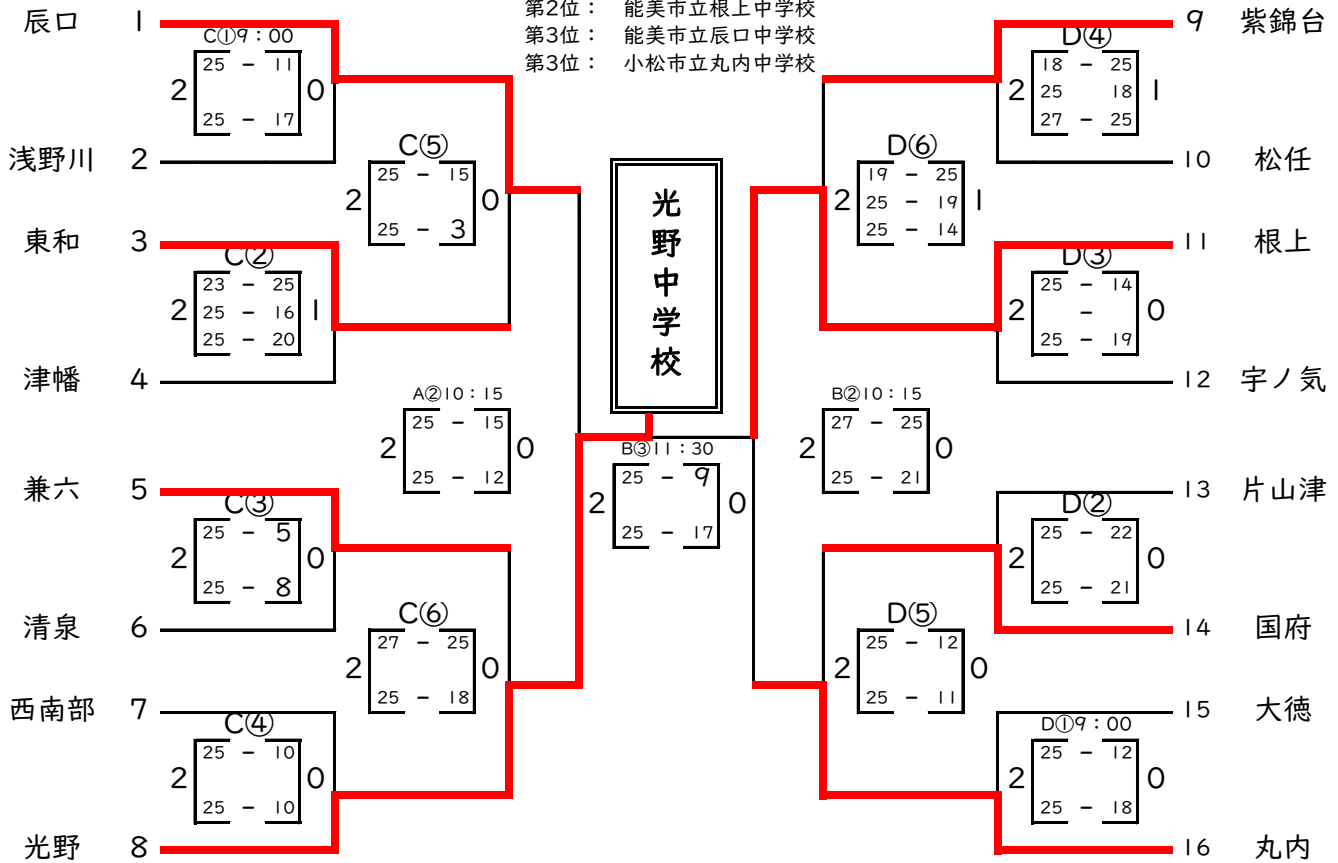 第2位： 能美市立根上中学校
第3位： 能美市立辰口中学校
第3位： 小松市立丸内中学校
辰口 1
C①9：00
2 25 - 11 0
25 - 17
浅野川 2
C⑤
2 25 - 15 0
25 - 3
東和 3
C②
23 - 25
2 25 - 16 1
25 - 20
津幡 4
A②10：15
2 25 - 15 0
25 - 12
兼六 5
C③
2 25 - 5 0
25 - 8
清泉 6
C⑥
2 27 - 25 0
25 - 18
西南部 7
C④
2 25 - 10 0
25 - 10
光野 8
光野中学校
B③11：30
2 25 - 9 0
25 - 17
9 紫錦台
D④
18 - 25
2 25 18 1
27 - 25
10 松任
D⑥
19 - 25
2 25 - 19 1
25 - 14
11 根上
D③
25 - 14
2 - 0
25 - 19
12 宇ノ気
B②10：15
2 27 - 25 0
25 - 21
13 片山津
D②
2 25 - 22 0
25 - 21
14 国府
D⑤
2 25 - 12 0
25 - 11
15 大徳
D①9：00
2 25 - 12 0
25 - 18
16 丸内